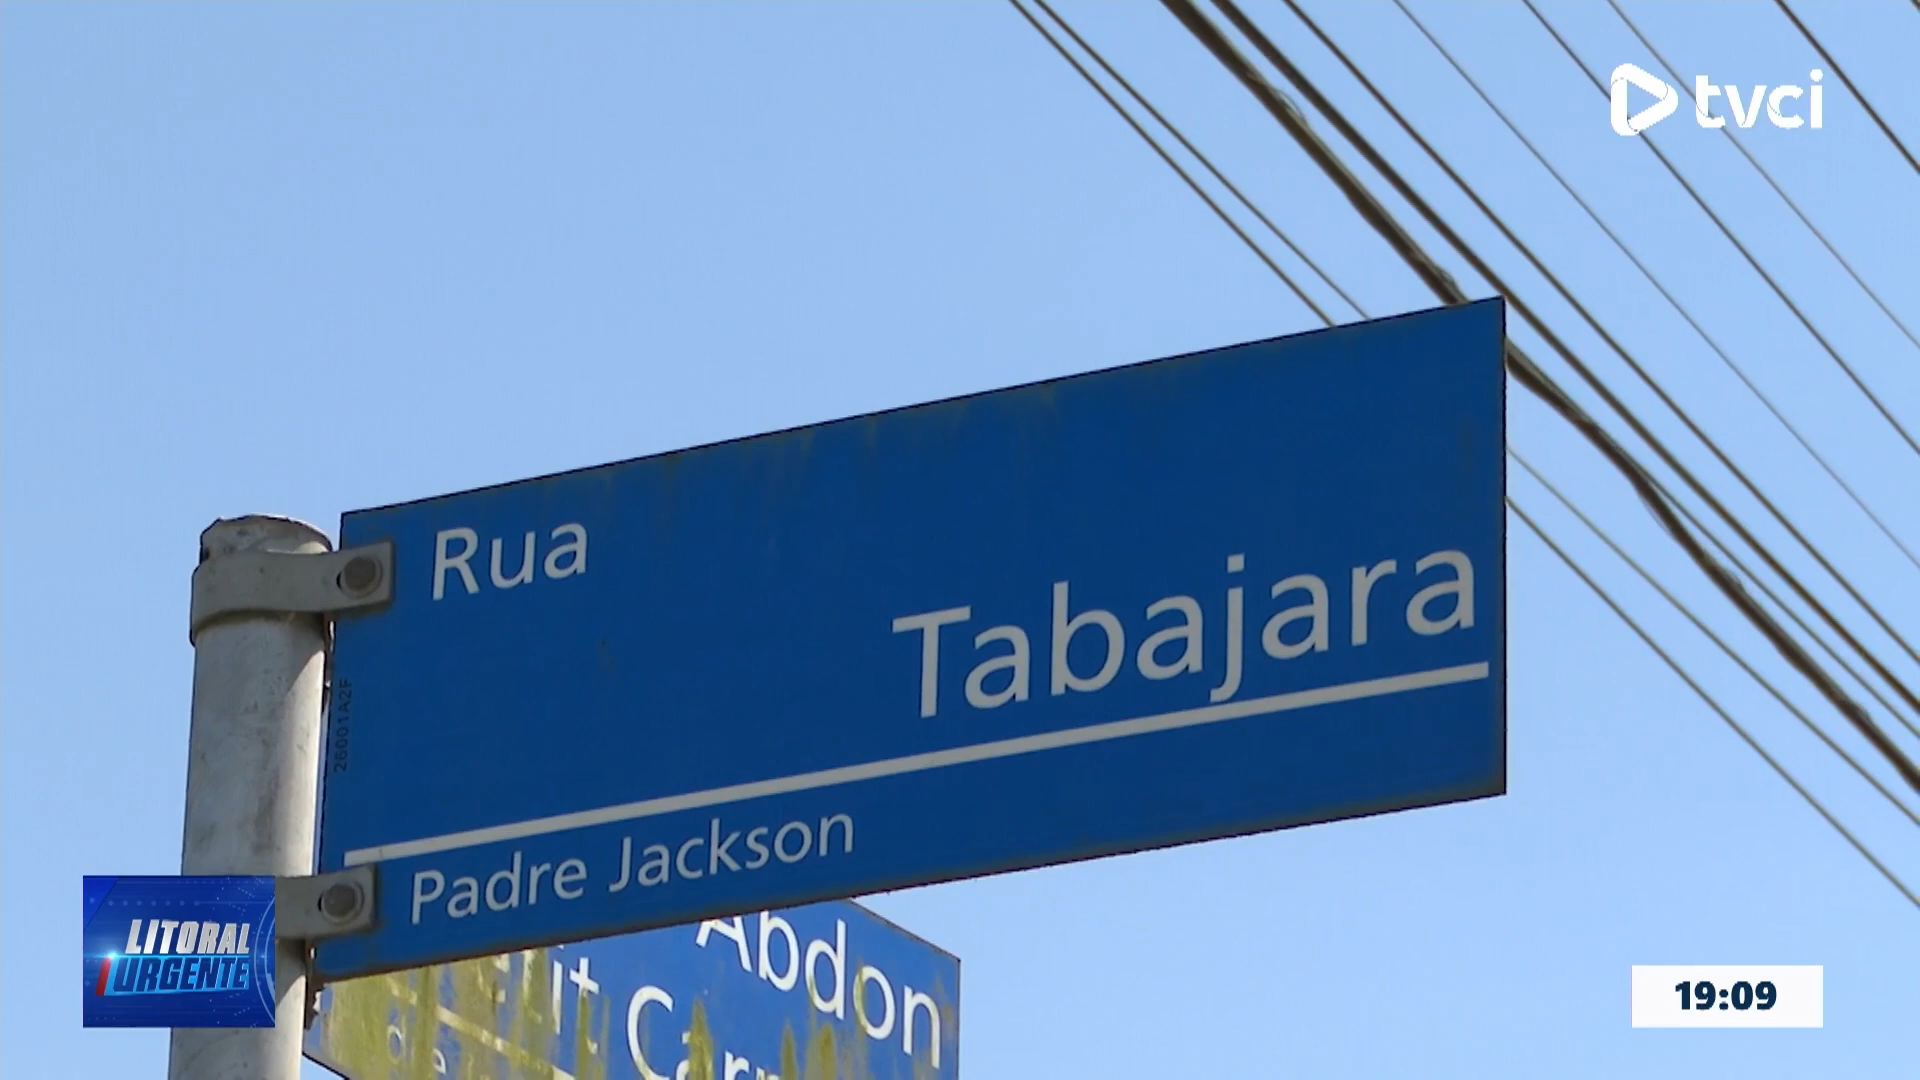 tvci
Rua
Tabajara
26001A2F
Padre Jackson
Abdon
LITORAL
URGENTE
19:09